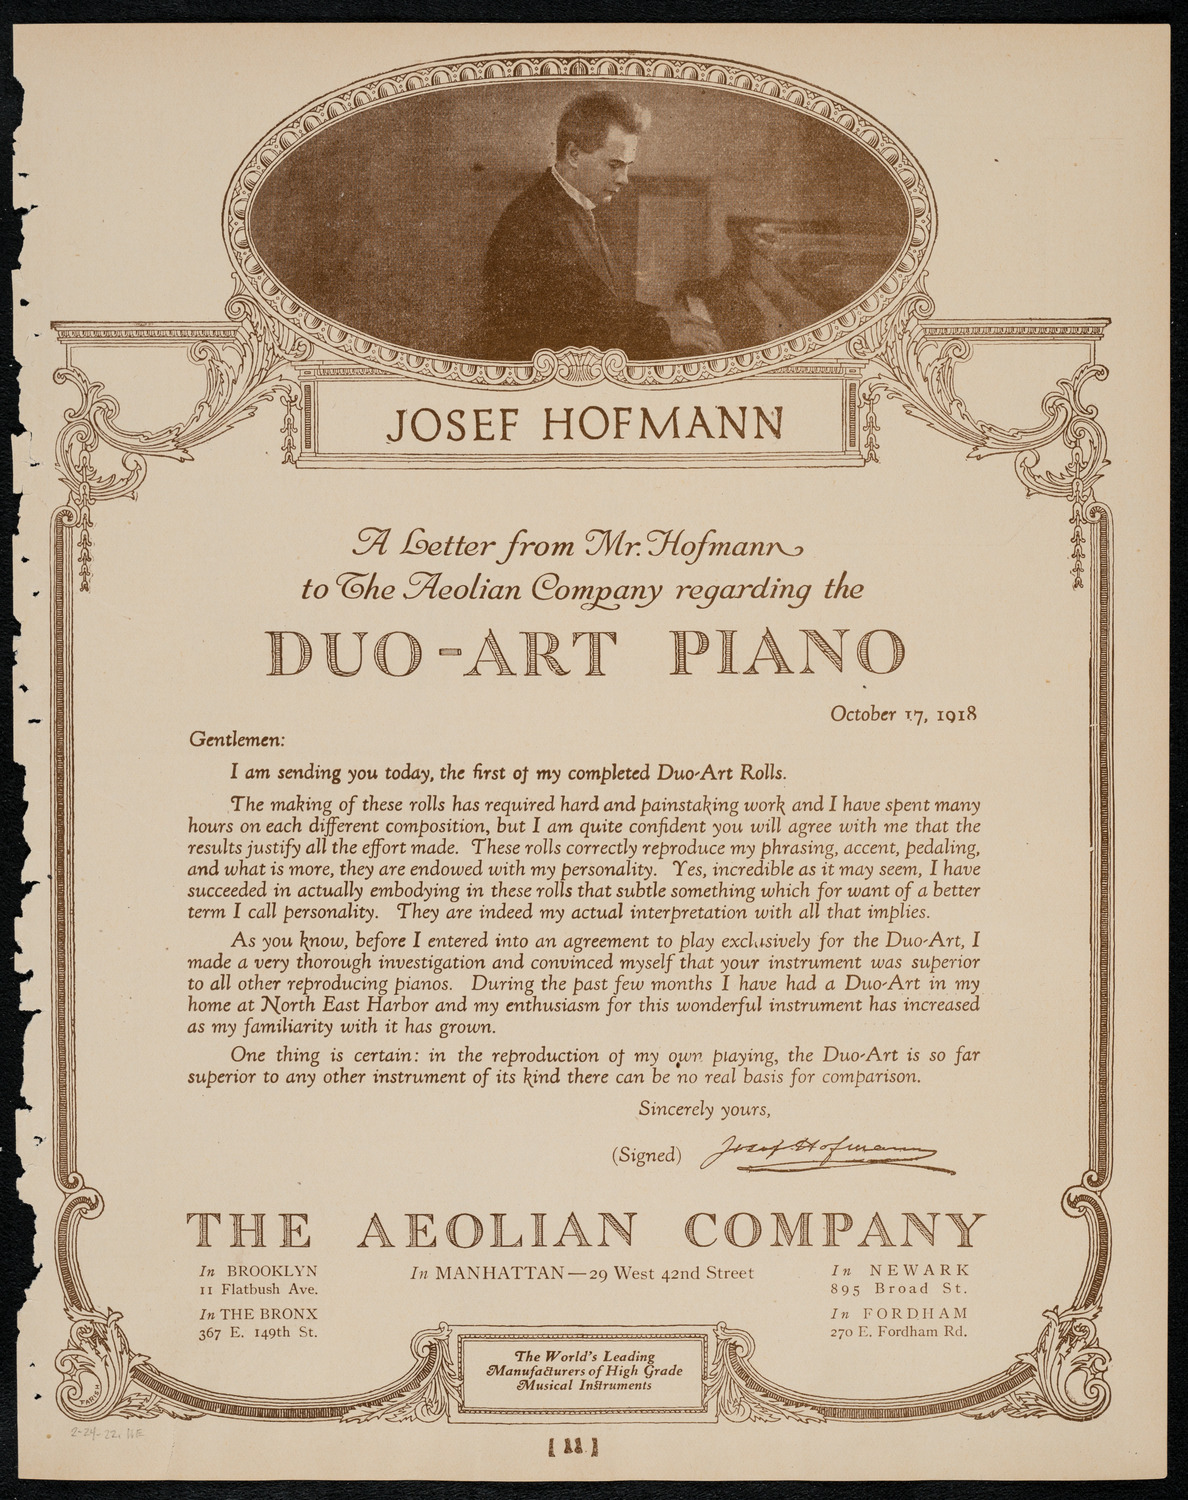 JOSEF HOFMANN
A Letter from Mr. Hofmann
to The Aeolian Company regarding the
DUO-ART PIANO
October 17, 1918
Gentlemen:
I am sending you today, the first of my completed Duo-Art Rolls.
The making of these rolls has required hard and painstaking work and I have spent many
hours on each different composition, but I am quite confident you will agree with me that the
results justify all the effort made. These rolls correctly reproduce my phrasing, accent, pedaling,
and what is more, they are endowed with my personality. Yes, incredible as it may seem, I have
succeeded in actually embodying in these rolls that subtle something which for want of a better
term I call personality. They are indeed my actual interpretation with all that implies.
As you know, before I entered into an agreement to play exclusively for the Duo-Art, I
made a very thorough investigation and convinced myself that your instrument was superior
to all other reproducing pianos. During the past few months I have had a Duo-Art in my
home at North East Harbor and my enthusiasm for this wonderful instrument has increased
as my familiarity with it has grown.
One thing is certain: in the reproduction of my own playing, the Duo-Art is so far
superior to any other instrument of its kind there can be no real basis for comparison.
Sincerely yours,
(Signed) Josef Hofmann
THE AEOLIAN COMPANY
In BROOKLYN
11 Flatbush Ave.
In THE BRONX
367 E. 149th St.
In MANHATTAN—29 West 42nd Street
In NEWARK
895 Broad St.
In FORDHAM
270 E. Fordham Rd.
The World's Leading
Manufacturers of High Grade
Musical Instruments
2-24-22. NE
[ 11 ]